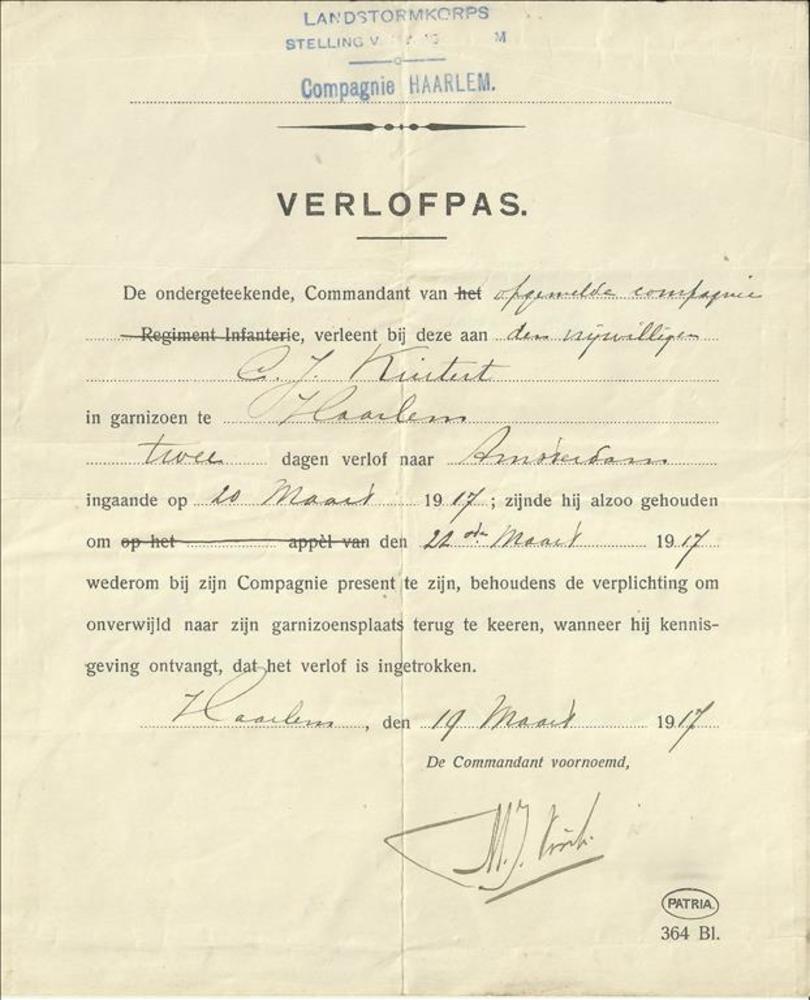 LANDSTORMKORPS
STELLING V M
Compagnie HAARLEM.
VERLOFPAS.
De ondergeteekende, Commandant van het opgemelde compagnie
Regiment Infanterie, verleent bij deze aan den vrijwilliger
C. J.
in garnizoen te Haarlem
twee dagen verlof naar Amsterdam
ingaande op 20 Maart 1917; zijnde hij alzoo gehouden
om op het appèl van den Maart 1917
wederom bij zijn Compagnie present te zijn, behoudens de verplichting om
onverwijld naar zijn garnizoensplaats terug te keeren, wanneer hij kennis-
geving ontvangt, dat het verlof is ingetrokken.
Haarlem, den 19 Maart 1917
De Commandant voornoemd,
M. J.
PATRIA
364 Bl.